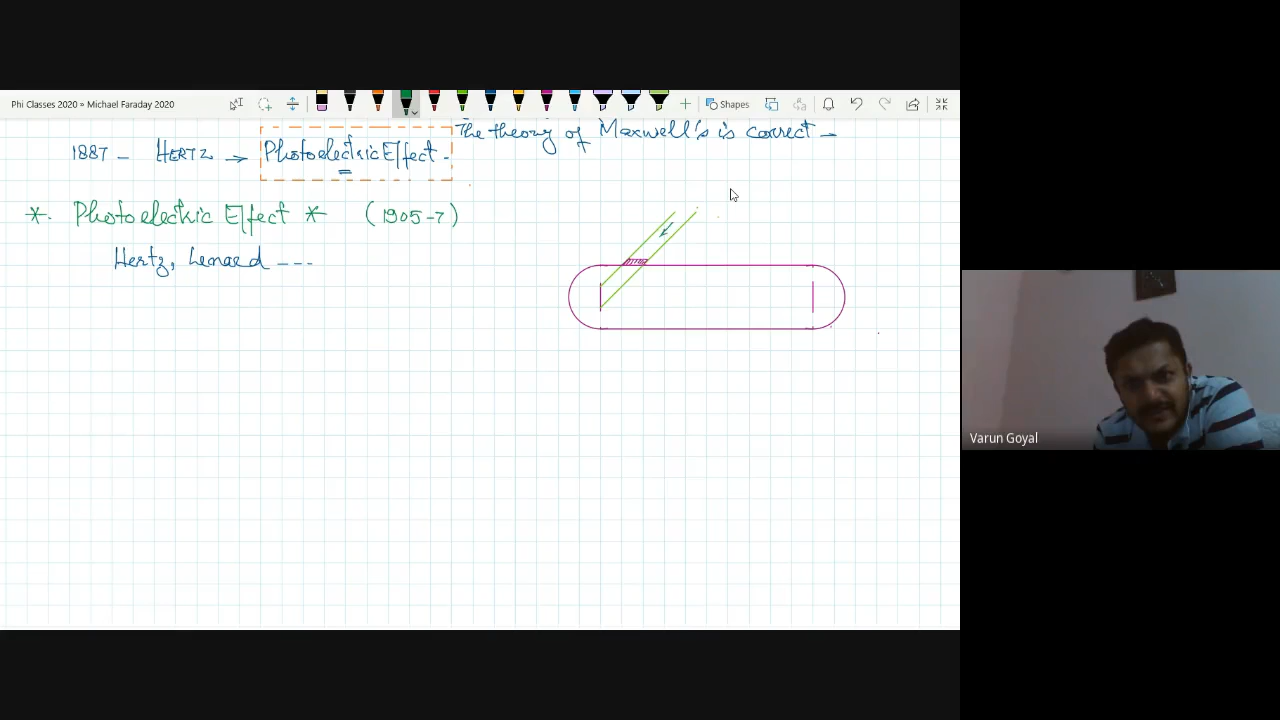 Phi Classes 2020 » Michael Faraday 2020
Shapes
The theory of Maxwell's is correct -
1887 - HERTZ → Photoelectric Effect -
*. Photoelectric Effect * (1905-7)
Hertz, Lenard ---
Varun Goyal